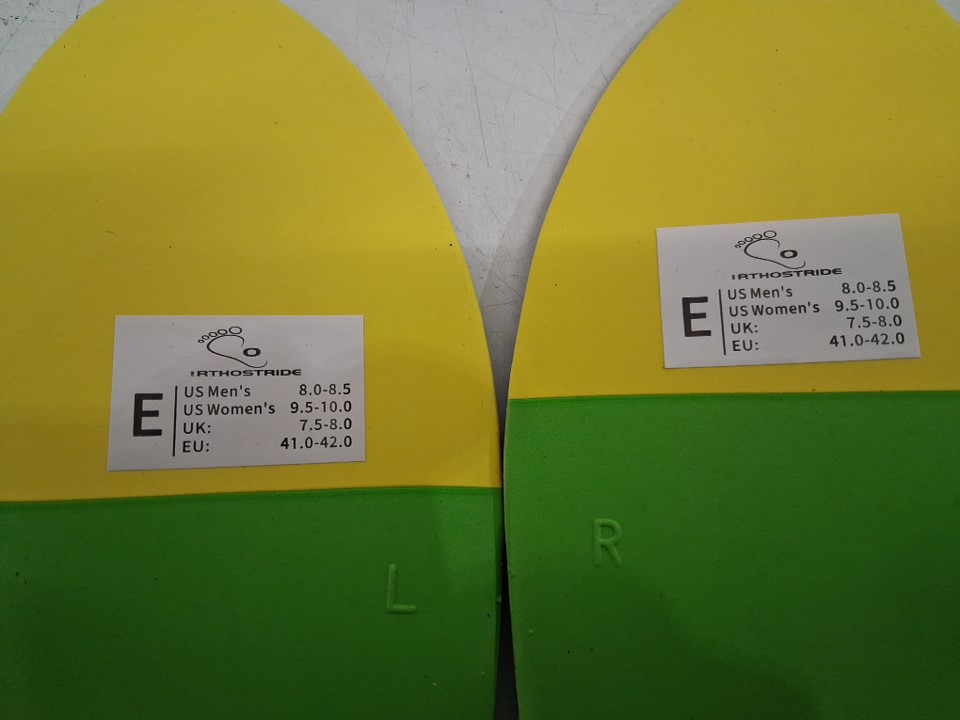 ORTHOSTRIDE
E
US Men's 8.0-8.5
US Women's 9.5-10.0
UK: 7.5-8.0
EU: 41.0-42.0
L
ORTHOSTRIDE
E
US Men's 8.0-8.5
US Women's 9.5-10.0
UK: 7.5-8.0
EU: 41.0-42.0
R